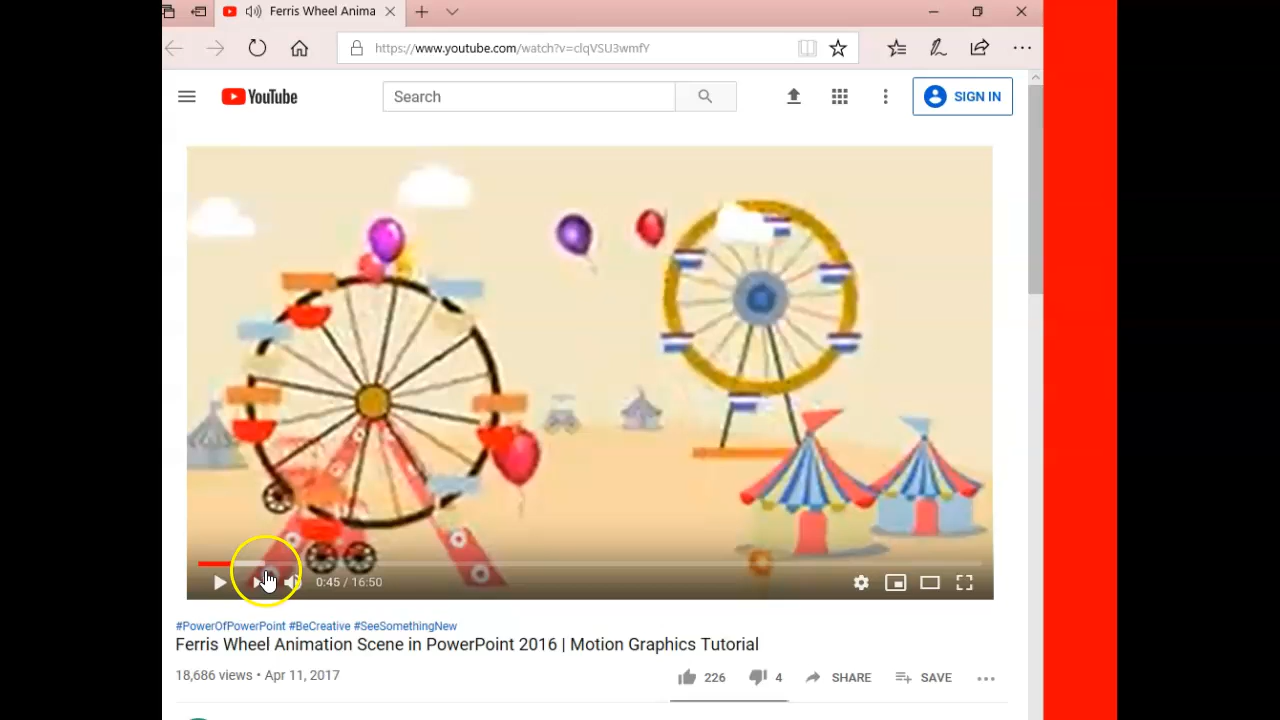 Ferris Wheel Anima
https://www.youtube.com/watch?v=clqVSU3wmfY
YouTube
Search
SIGN IN
0:45 / 16:50
#PowerOfPowerPoint #BeCreative #SeeSomethingNew
Ferris Wheel Animation Scene in PowerPoint 2016 | Motion Graphics Tutorial
18,686 views • Apr 11, 2017
226
4
SHARE
SAVE